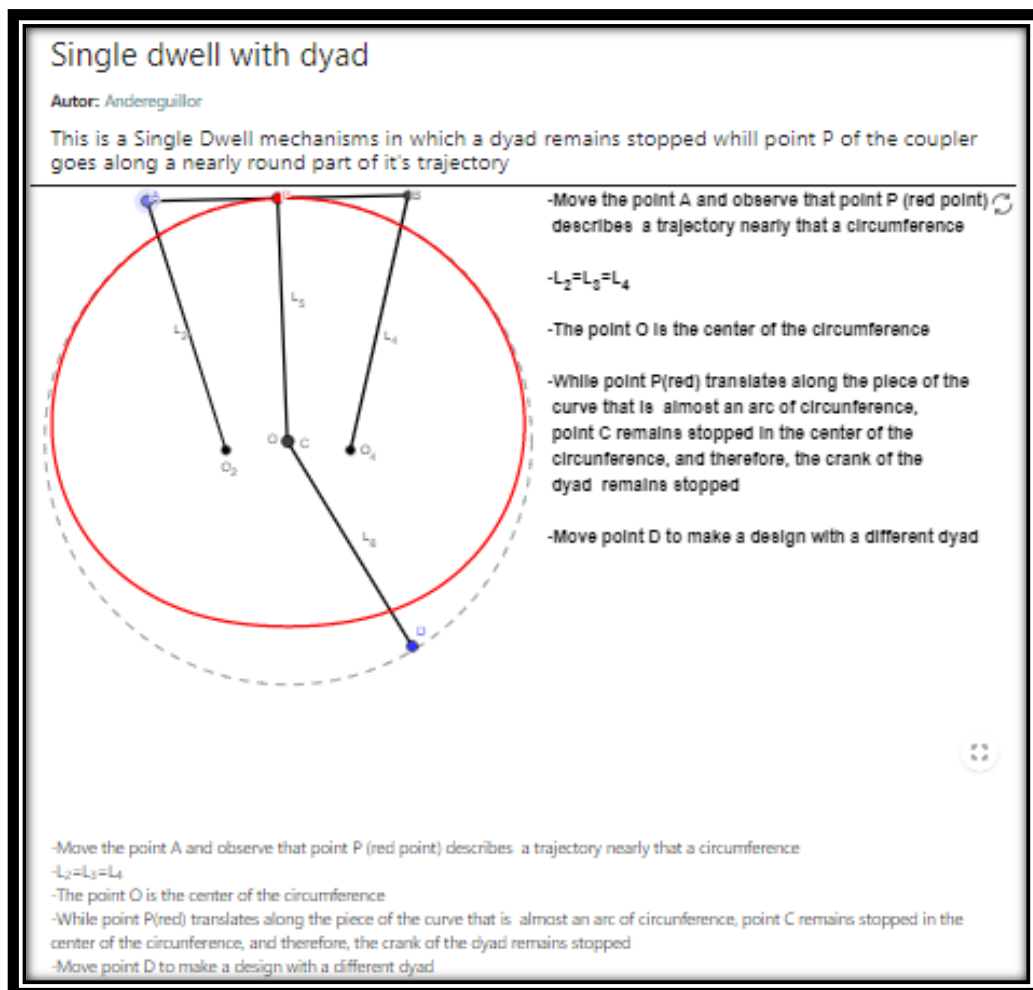 Single dwell with dyad
Autor: Andereguillor
This is a Single Dwell mechanisms in which a dyad remains stopped whill point P of the coupler
goes along a nearly round part of it's trajectory
A
P
B
-Move the point A and observe that point P (red point)
describes a trajectory nearly that a circumference
-L₂=L₃=L₄
-The point O is the center of the circumference
-While point P(red) translates along the piece of the
curve that is almost an arc of circunference,
point C remains stopped in the center of the
circunference, and therefore, the crank of the
dyad remains stopped
-Move point D to make a design with a different dyad
L₅
L₂
L₄
O
C
O₂
O₄
L₆
D
-Move the point A and observe that point P (red point) describes a trajectory nearly that a circumference
-L₂=L₃=L₄
-The point O is the center of the circumference
-While point P(red) translates along the piece of the curve that is almost an arc of circunference, point C remains stopped in the
center of the circunference, and therefore, the crank of the dyad remains stopped
-Move point D to make a design with a different dyad